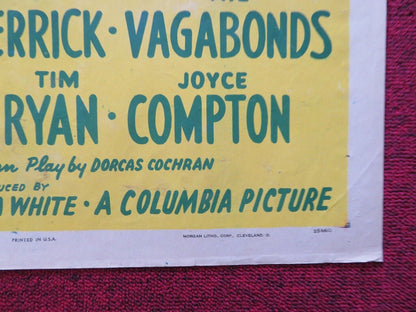 ERRICK · VAGABONDS
TIM JOYCE
RYAN · COMPTON
Play by DORCAS COCHRAN
UCED BY
WHITE · A COLUMBIA PICTURE
PRINTED IN U.S.A. MORGAN LITHO. CORP. CLEVELAND. O.